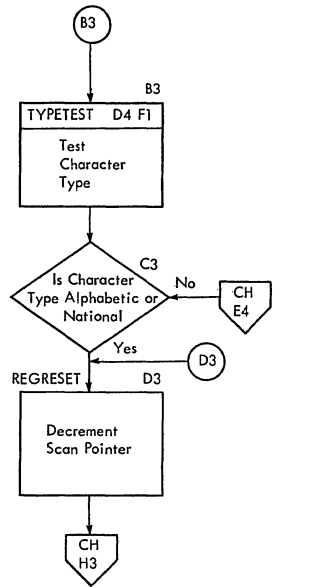 B3
B3
TYPETEST D4 F1
Test
Character
Type
C3
Is Character
Type Alphabetic or
National
No
CH
E4
Yes
D3
REGRESET D3
Decrement
Scan Pointer
CH
H3